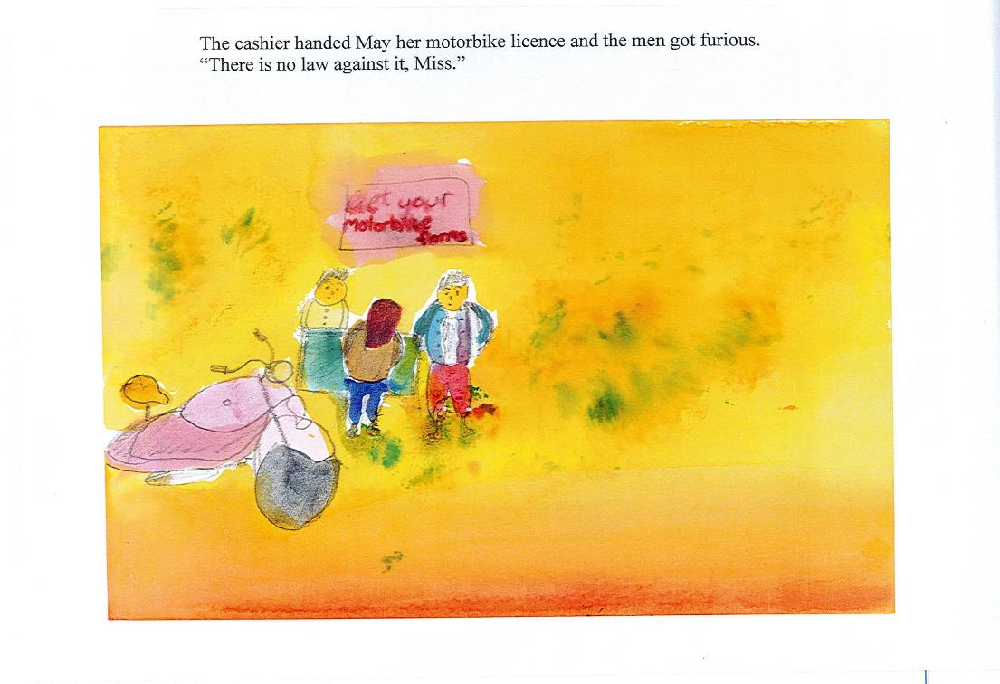 The cashier handed May her motorbike licence and the men got furious.
“There is no law against it, Miss.”
Get your
Motorbike
forms